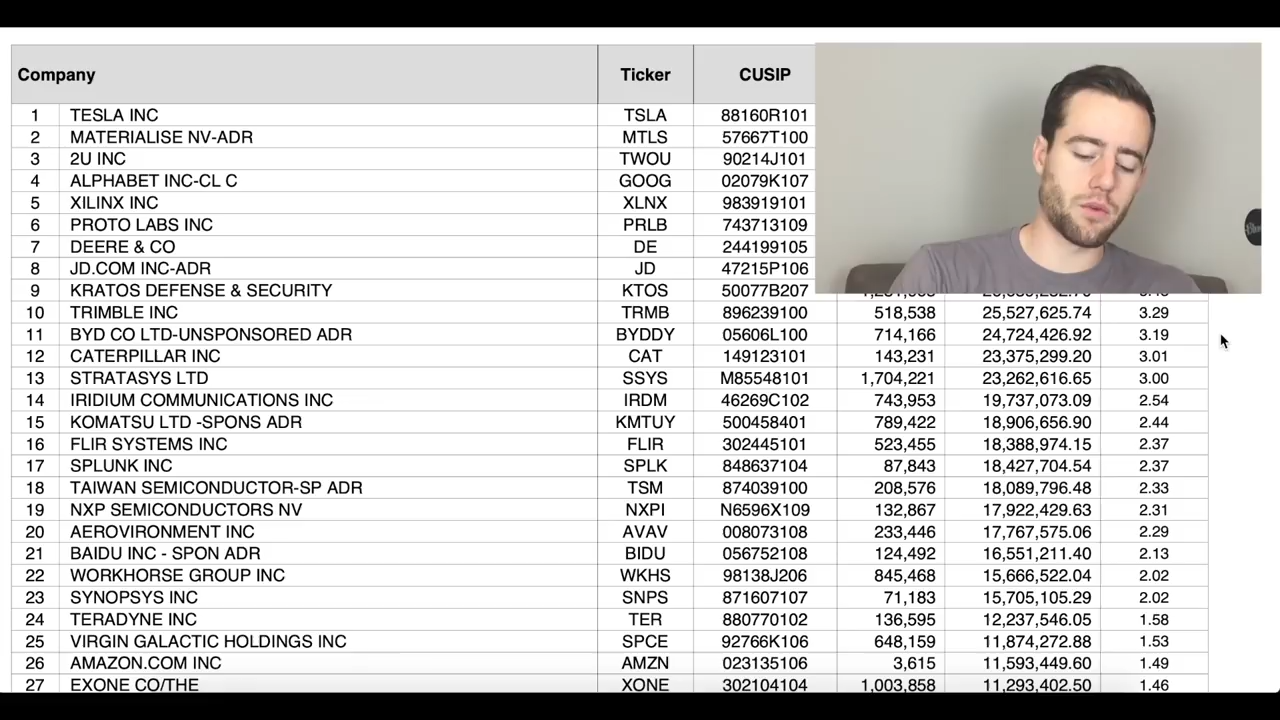 Company Ticker CUSIP
1 TESLA INC TSLA 88160R101
2 MATERIALISE NV-ADR MTLS 57667T100
3 2U INC TWOU 90214J101
4 ALPHABET INC-CL C GOOG 02079K107
5 XILINX INC XLNX 983919101
6 PROTO LABS INC PRLB 743713109
7 DEERE & CO DE 244199105
8 JD.COM INC-ADR JD 47215P106
9 KRATOS DEFENSE & SECURITY KTOS 50077B207
10 TRIMBLE INC TRMB 896239100 518,538 25,527,625.74 3.29
11 BYD CO LTD-UNSPONSORED ADR BYDDY 05606L100 714,166 24,724,426.92 3.19
12 CATERPILLAR INC CAT 149123101 143,231 23,375,299.20 3.01
13 STRATASYS LTD SSYS M85548101 1,704,221 23,262,616.65 3.00
14 IRIDIUM COMMUNICATIONS INC IRDM 46269C102 743,953 19,737,073.09 2.54
15 KOMATSU LTD -SPONS ADR KMTUY 500458401 789,422 18,906,656.90 2.44
16 FLIR SYSTEMS INC FLIR 302445101 523,455 18,388,974.15 2.37
17 SPLUNK INC SPLK 848637104 87,843 18,427,704.54 2.37
18 TAIWAN SEMICONDUCTOR-SP ADR TSM 874039100 208,576 18,089,796.48 2.33
19 NXP SEMICONDUCTORS NV NXPI N6596X109 132,867 17,922,429.63 2.31
20 AEROVIRONMENT INC AVAV 008073108 233,446 17,767,575.06 2.29
21 BAIDU INC - SPON ADR BIDU 056752108 124,492 16,551,211.40 2.13
22 WORKHORSE GROUP INC WKHS 98138J206 845,468 15,666,522.04 2.02
23 SYNOPSYS INC SNPS 871607107 71,183 15,705,105.29 2.02
24 TERADYNE INC TER 880770102 136,595 12,237,546.05 1.58
25 VIRGIN GALACTIC HOLDINGS INC SPCE 92766K106 648,159 11,874,272.88 1.53
26 AMAZON.COM INC AMZN 023135106 3,615 11,593,449.60 1.49
27 EXONE CO/THE XONE 302104104 1,003,858 11,293,402.50 1.46